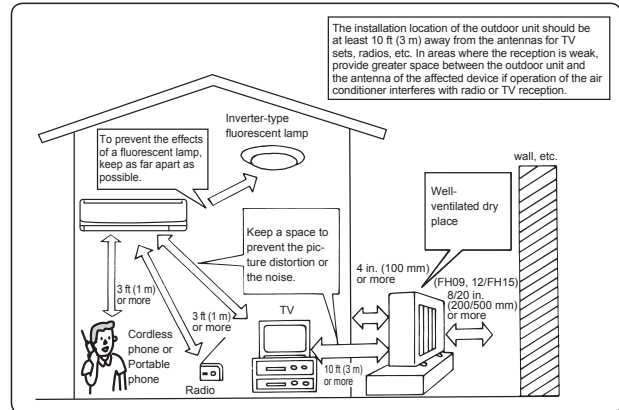 The installation location of the outdoor unit should be
at least 10 ft (3 m) away from the antennas for TV
sets, radios, etc. In areas where the reception is weak,
provide greater space between the outdoor unit and
the antenna of the affected device if operation of the air
conditioner interferes with radio or TV reception.
Inverter-type
fluorescent lamp
To prevent the effects
of a fluorescent lamp,
keep as far apart as
possible.
wall, etc.
Well-
ventilated dry
place
Keep a space to
prevent the pic-
ture distortion or
the noise.
4 in. (100 mm)
or more
(FH09, 12/FH15)
8/20 in.
(200/500 mm)
or more
3 ft (1 m)
or more
3 ft (1 m)
or more
TV
Cordless
phone or
Portable
phone
Radio
10 ft (3 m)
or more